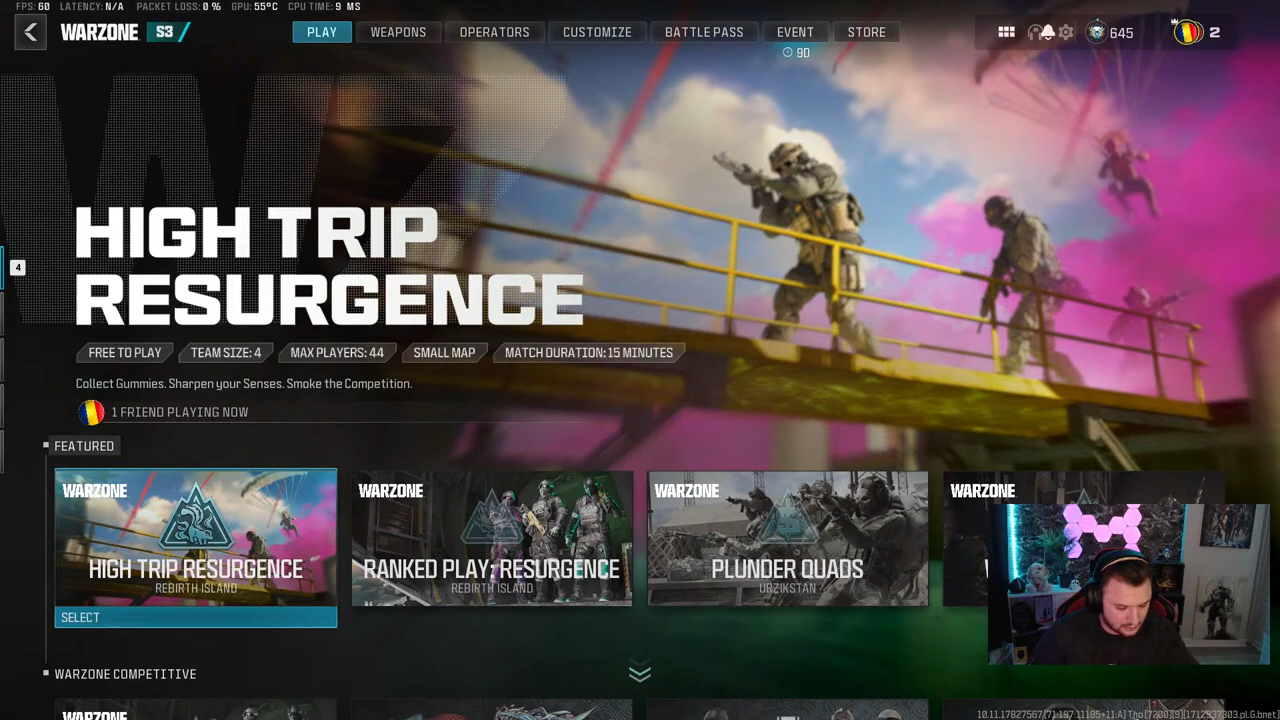 FPS: 60 LATENCY: N/A PACKET LOSS: 0 % GPU: 55°C CPU TIME: 9 MS
WARZONE S3
PLAY WEAPONS OPERATORS CUSTOMIZE BATTLE PASS EVENT STORE
645 2
9D
HIGH TRIP
RESURGENCE
4
FREE TO PLAY TEAM SIZE: 4 MAX PLAYERS: 44 SMALL MAP MATCH DURATION: 15 MINUTES
Collect Gummies. Sharpen your Senses. Smoke the Competition.
1 FRIEND PLAYING NOW
FEATURED
WARZONE WARZONE WARZONE WARZONE
HIGH TRIP RESURGENCE RANKED PLAY: RESURGENCE PLUNDER QUADS
REBIRTH ISLAND REBIRTH ISLAND URZIKSTAN
SELECT
WARZONE COMPETITIVE
WARZONE